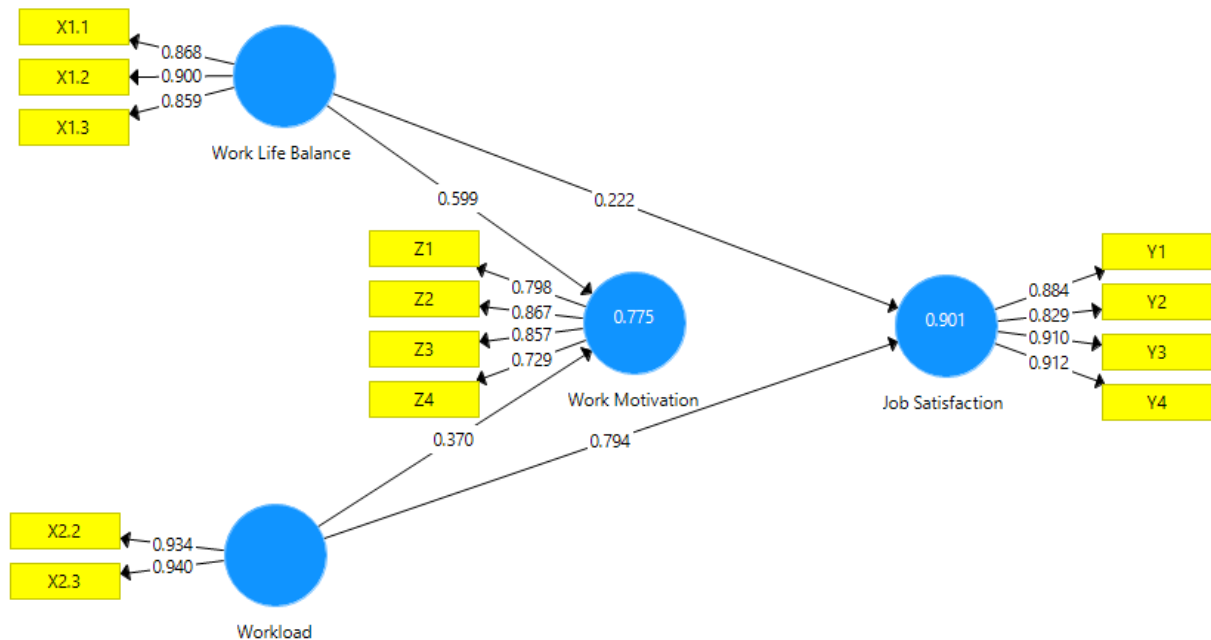 X1.1
0.868
X1.2
0.900
X1.3
0.859
Work Life Balance
0.599
0.222
Z1
0.798
Z2
0.867
Z3
0.857
Z4
0.729
0.775
Work Motivation
0.901
Job Satisfaction
Y1
0.884
Y2
0.829
Y3
0.910
Y4
0.912
0.370
0.794
X2.2
0.934
X2.3
0.940
Workload